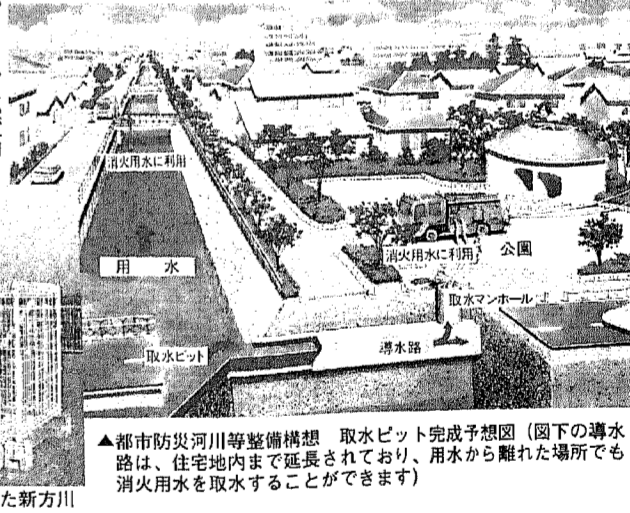 消火用水に利用
用水
消火用水に利用
公園
取水マンホール
取水ピット
導水路
▲都市防災河川等整備構想　取水ピット完成予想図（図下の導水
路は、住宅地内まで延長されており、用水から離れた場所でも
消火用水を取水することができます）
た新方川